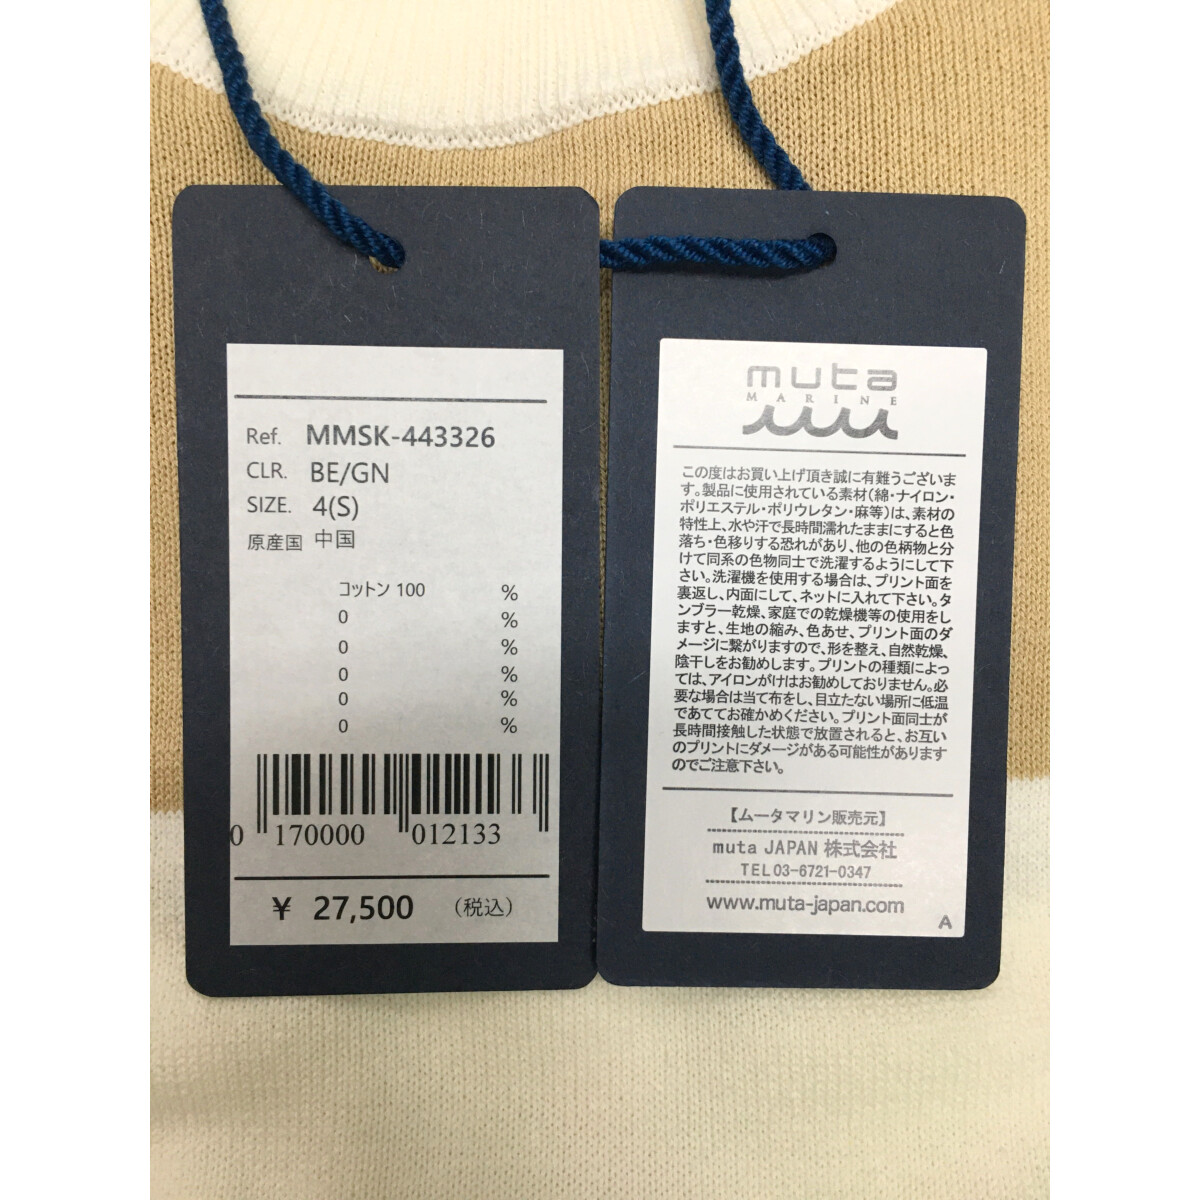 Ref. MMSK-443326
CLR. BE/GN
SIZE. 4(S)
原産国 中国
コットン 100 %
0 %
0 %
0 %
0 %
0 %
0 170000 012133
¥ 27,500 (税込)
muta
MARINE
この度はお買い上げ頂き誠に有難うございま
す。製品に使用されている素材(綿・ナイロン・
ポリエステル・ポリウレタン・麻等)は、素材の
特性上、水や汗で長時間濡れたままにすると色
落ち・色移りする恐れがあり、他の色柄物と分
けて同系の色物同士で洗濯するようにして下
さい。洗濯機を使用する場合は、プリント面を
裏返し、内面にして、ネットに入れて下さい。タ
ンブラー乾燥、家庭での乾燥機等の使用をし
ますと、生地の縮み、色あせ、プリント面のダ
メージに繋がりますので、形を整え、自然乾燥、
陰干しをお勧めします。プリントの種類によっ
ては、アイロンがけはお勧めしておりません。必
要な場合は当て布をし、目立たない場所に低温
であててお確かめください。プリント面同士が
長時間接触した状態で放置されると、お互い
のプリントにダメージがある可能性があります
のでご注意下さい。
【ムータマリン販売元】
muta JAPAN 株式会社
TEL 03-6721-0347
www.muta-japan.com
A